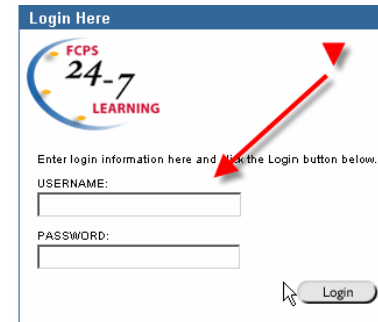 Login Here
FCPS
24-7
LEARNING
Enter login information here and click the Login button below.
USERNAME:
PASSWORD:
Login